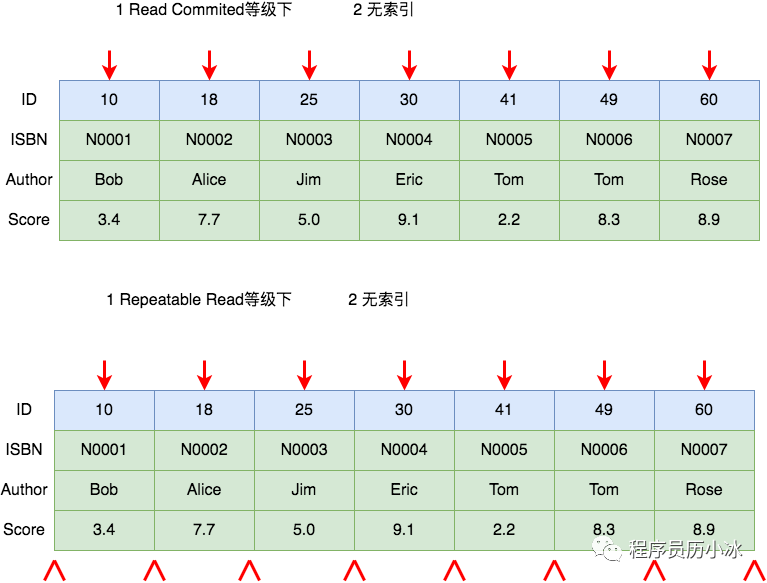 1 Read Commited等级下 2 无索引
ID 10 18 25 30 41 49 60
ISBN N0001 N0002 N0003 N0004 N0005 N0006 N0007
Author Bob Alice Jim Eric Tom Tom Rose
Score 3.4 7.7 5.0 9.1 2.2 8.3 8.9
1 Repeatable Read等级下 2 无索引
ID 10 18 25 30 41 49 60
ISBN N0001 N0002 N0003 N0004 N0005 N0006 N0007
Author Bob Alice Jim Eric Tom Tom Rose
Score 3.4 7.7 5.0 9.1 2.2 8.3 8.9
程序员历小冰